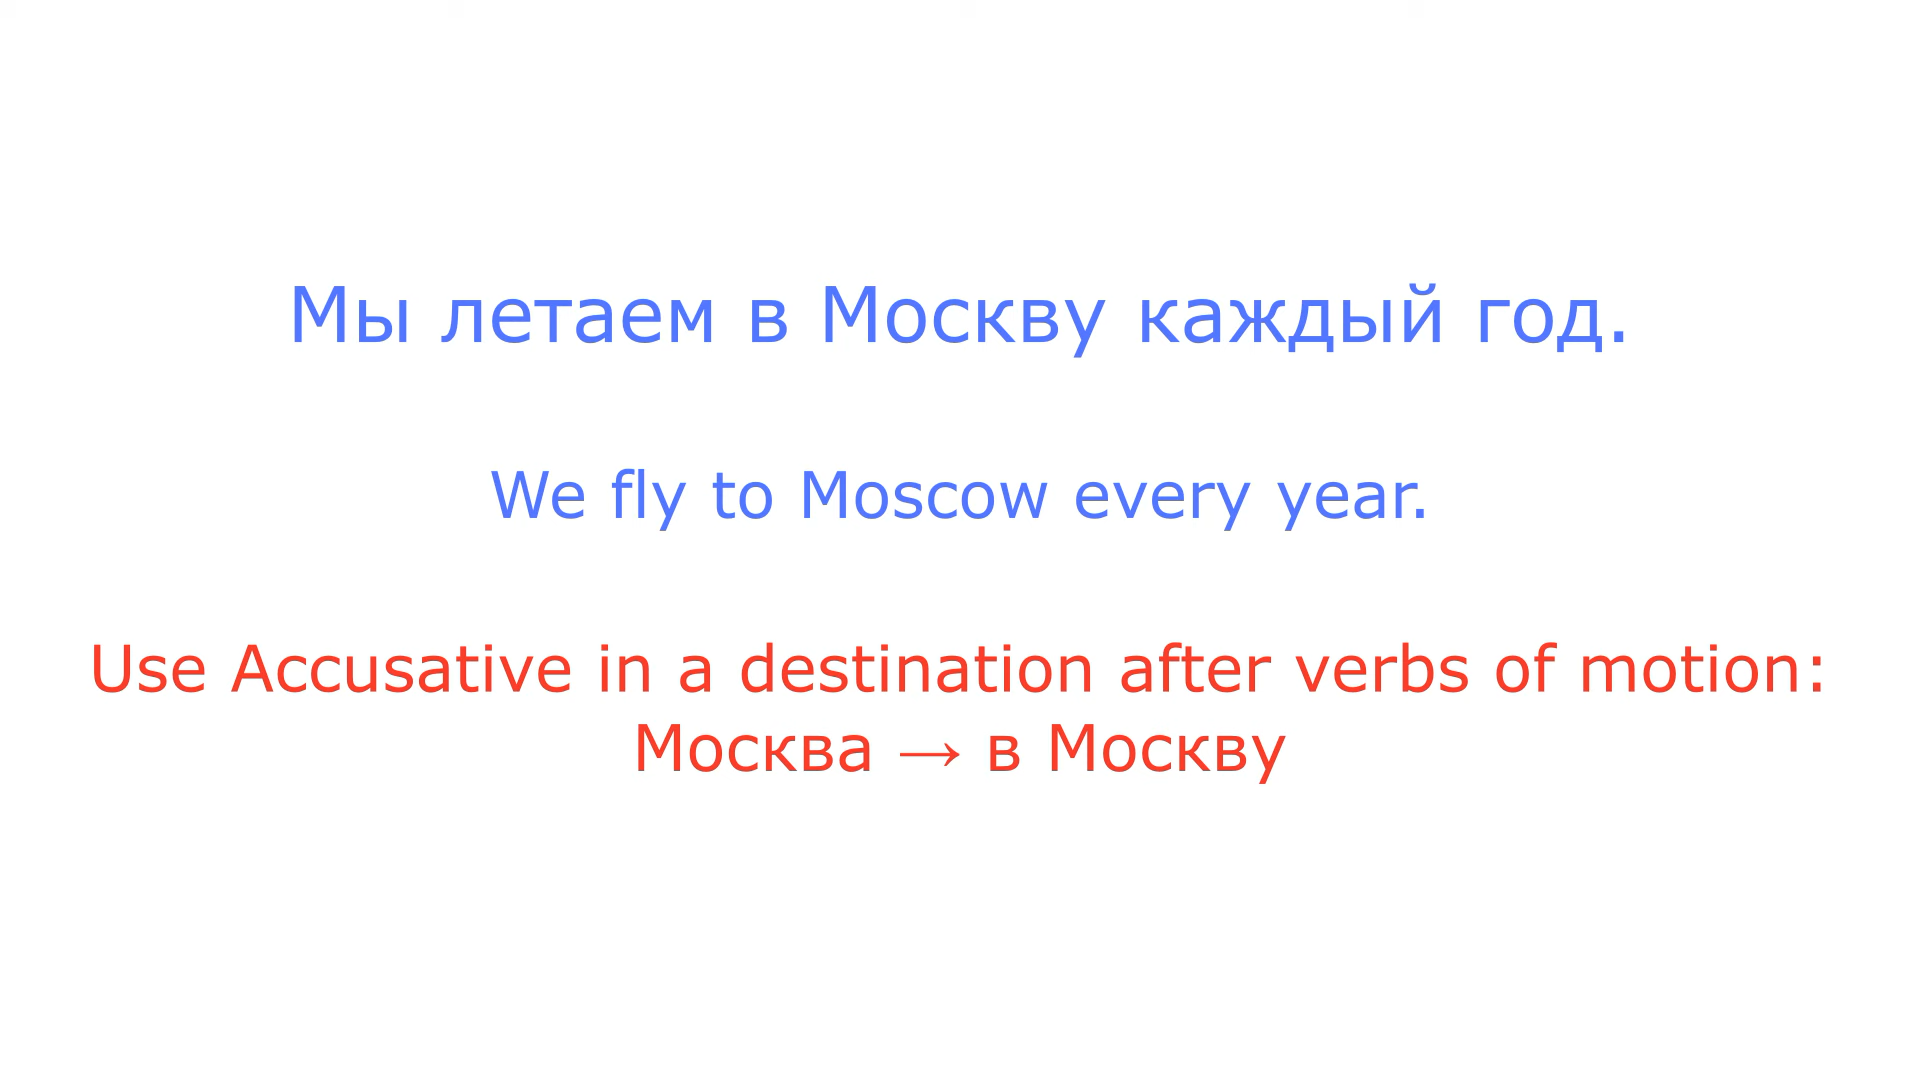 Мы летаем в Москву каждый год.
We fly to Moscow every year.
Use Accusative in a destination after verbs of motion:
Москва → в Москву